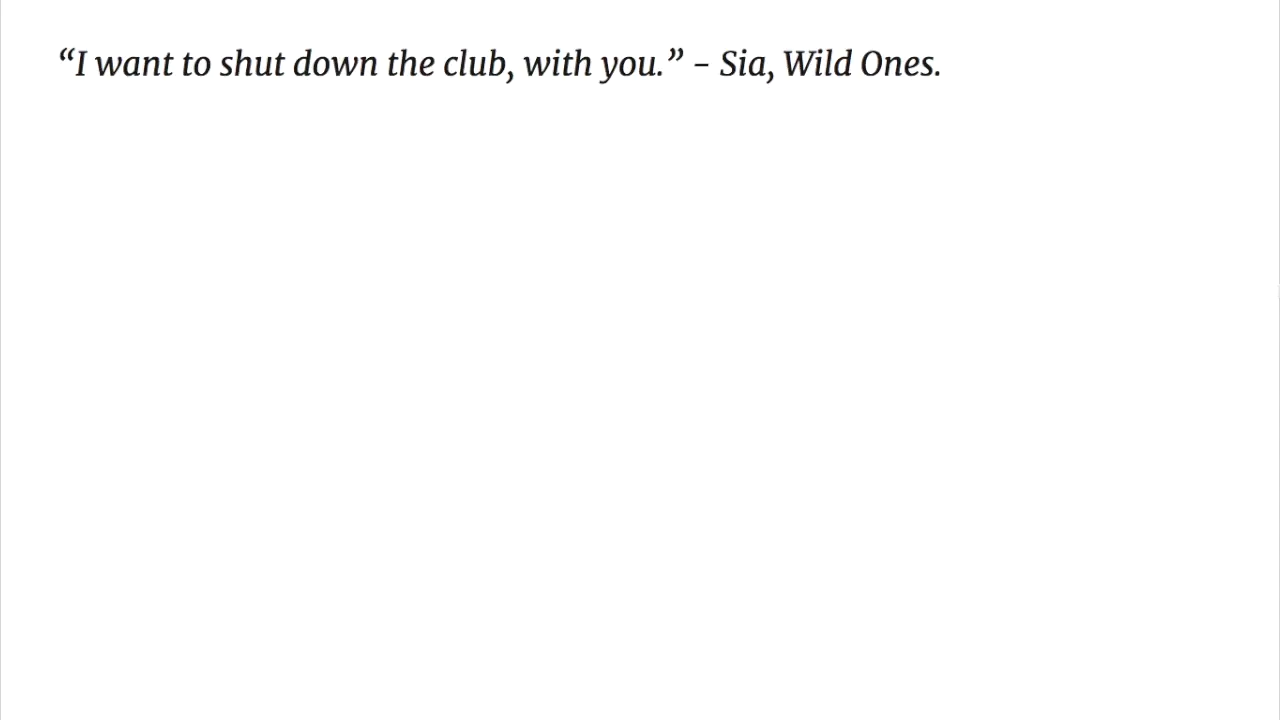 “I want to shut down the club, with you.” - Sia, Wild Ones.